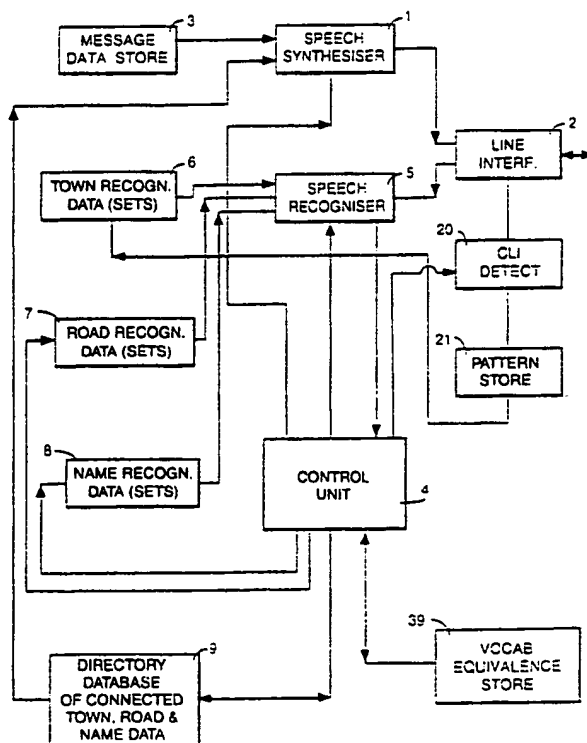 3
MESSAGE
DATA STORE
1
SPEECH
SYNTHESISER
2
LINE
INTERF.
6
TOWN RECOGN.
DATA (SETS)
5
SPEECH
RECOGNISER
20
CLI
DETECT
7
ROAD RECOGN.
DATA (SETS)
21
PATTERN
STORE
8
NAME RECOGN.
DATA (SETS)
CONTROL
UNIT
4
9
DIRECTORY
DATABASE
OF CONNECTED
TOWN, ROAD &
NAME DATA
39
VOCAB
EQUIVALENCE
STORE